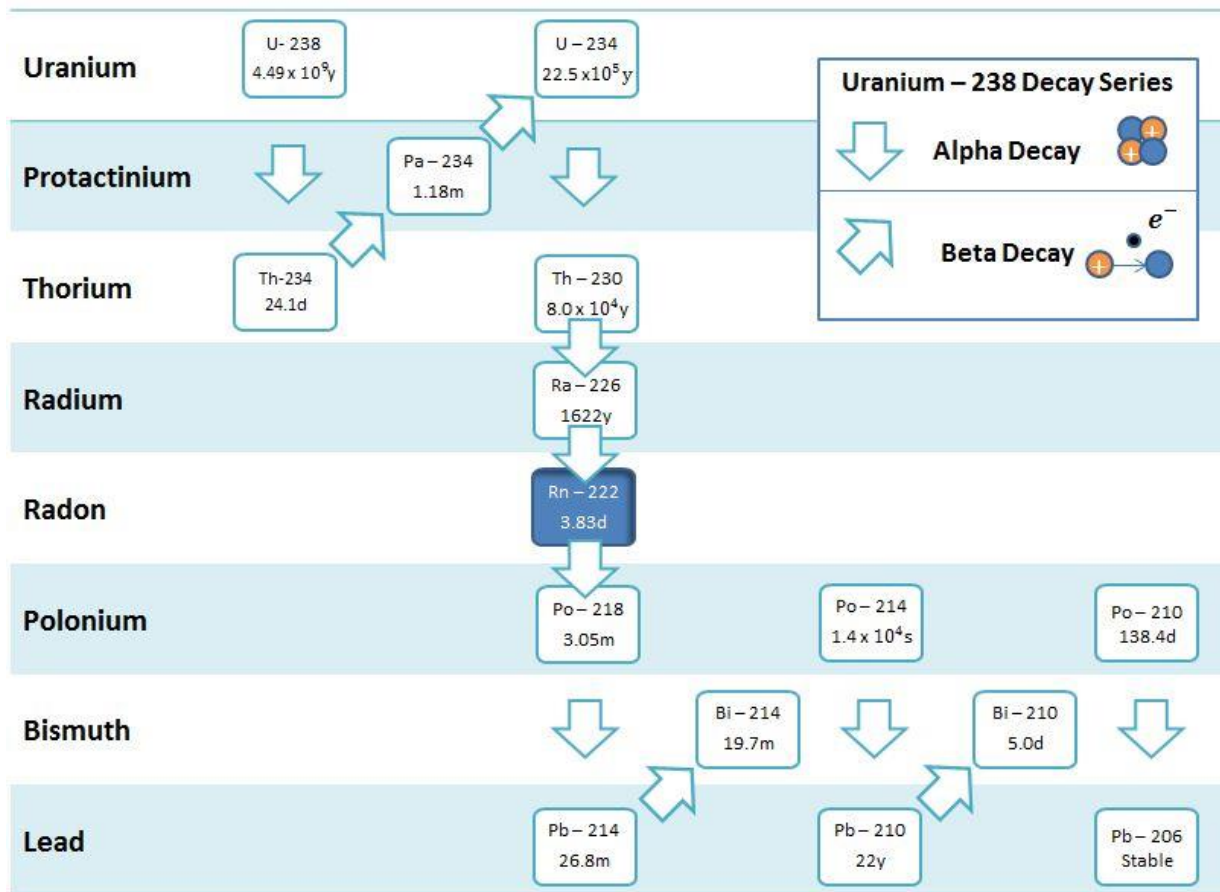 Uranium
U- 238
4.49 x 10⁹y
U – 234
22.5 x10⁵ y
Uranium – 238 Decay Series
Alpha Decay
+
+
e⁻
Beta Decay
+
Protactinium
Pa – 234
1.18m
Thorium
Th-234
24.1d
Th – 230
8.0 x 10⁴y
Radium
Ra – 226
1622y
Radon
Rn – 222
3.83d
Polonium
Po – 218
3.05m
Po – 214
1.4 x 10⁴s
Po – 210
138.4d
Bismuth
Bi – 214
19.7m
Bi – 210
5.0d
Lead
Pb – 214
26.8m
Pb – 210
22y
Pb – 206
Stable